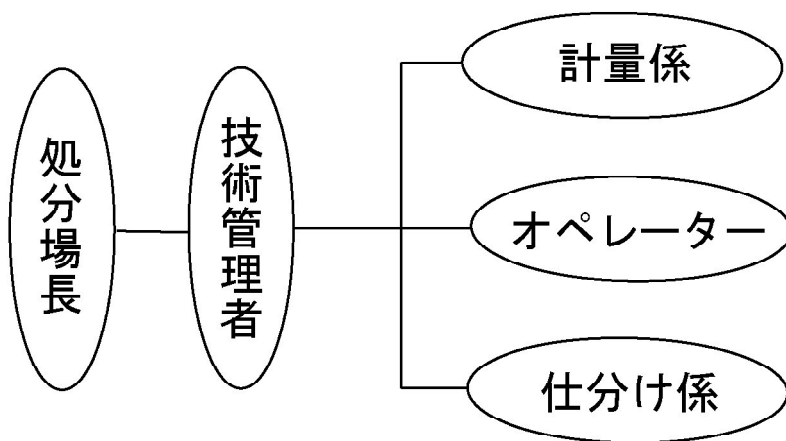 処分場長
技術管理者
計量係
オペレーター
仕分け係